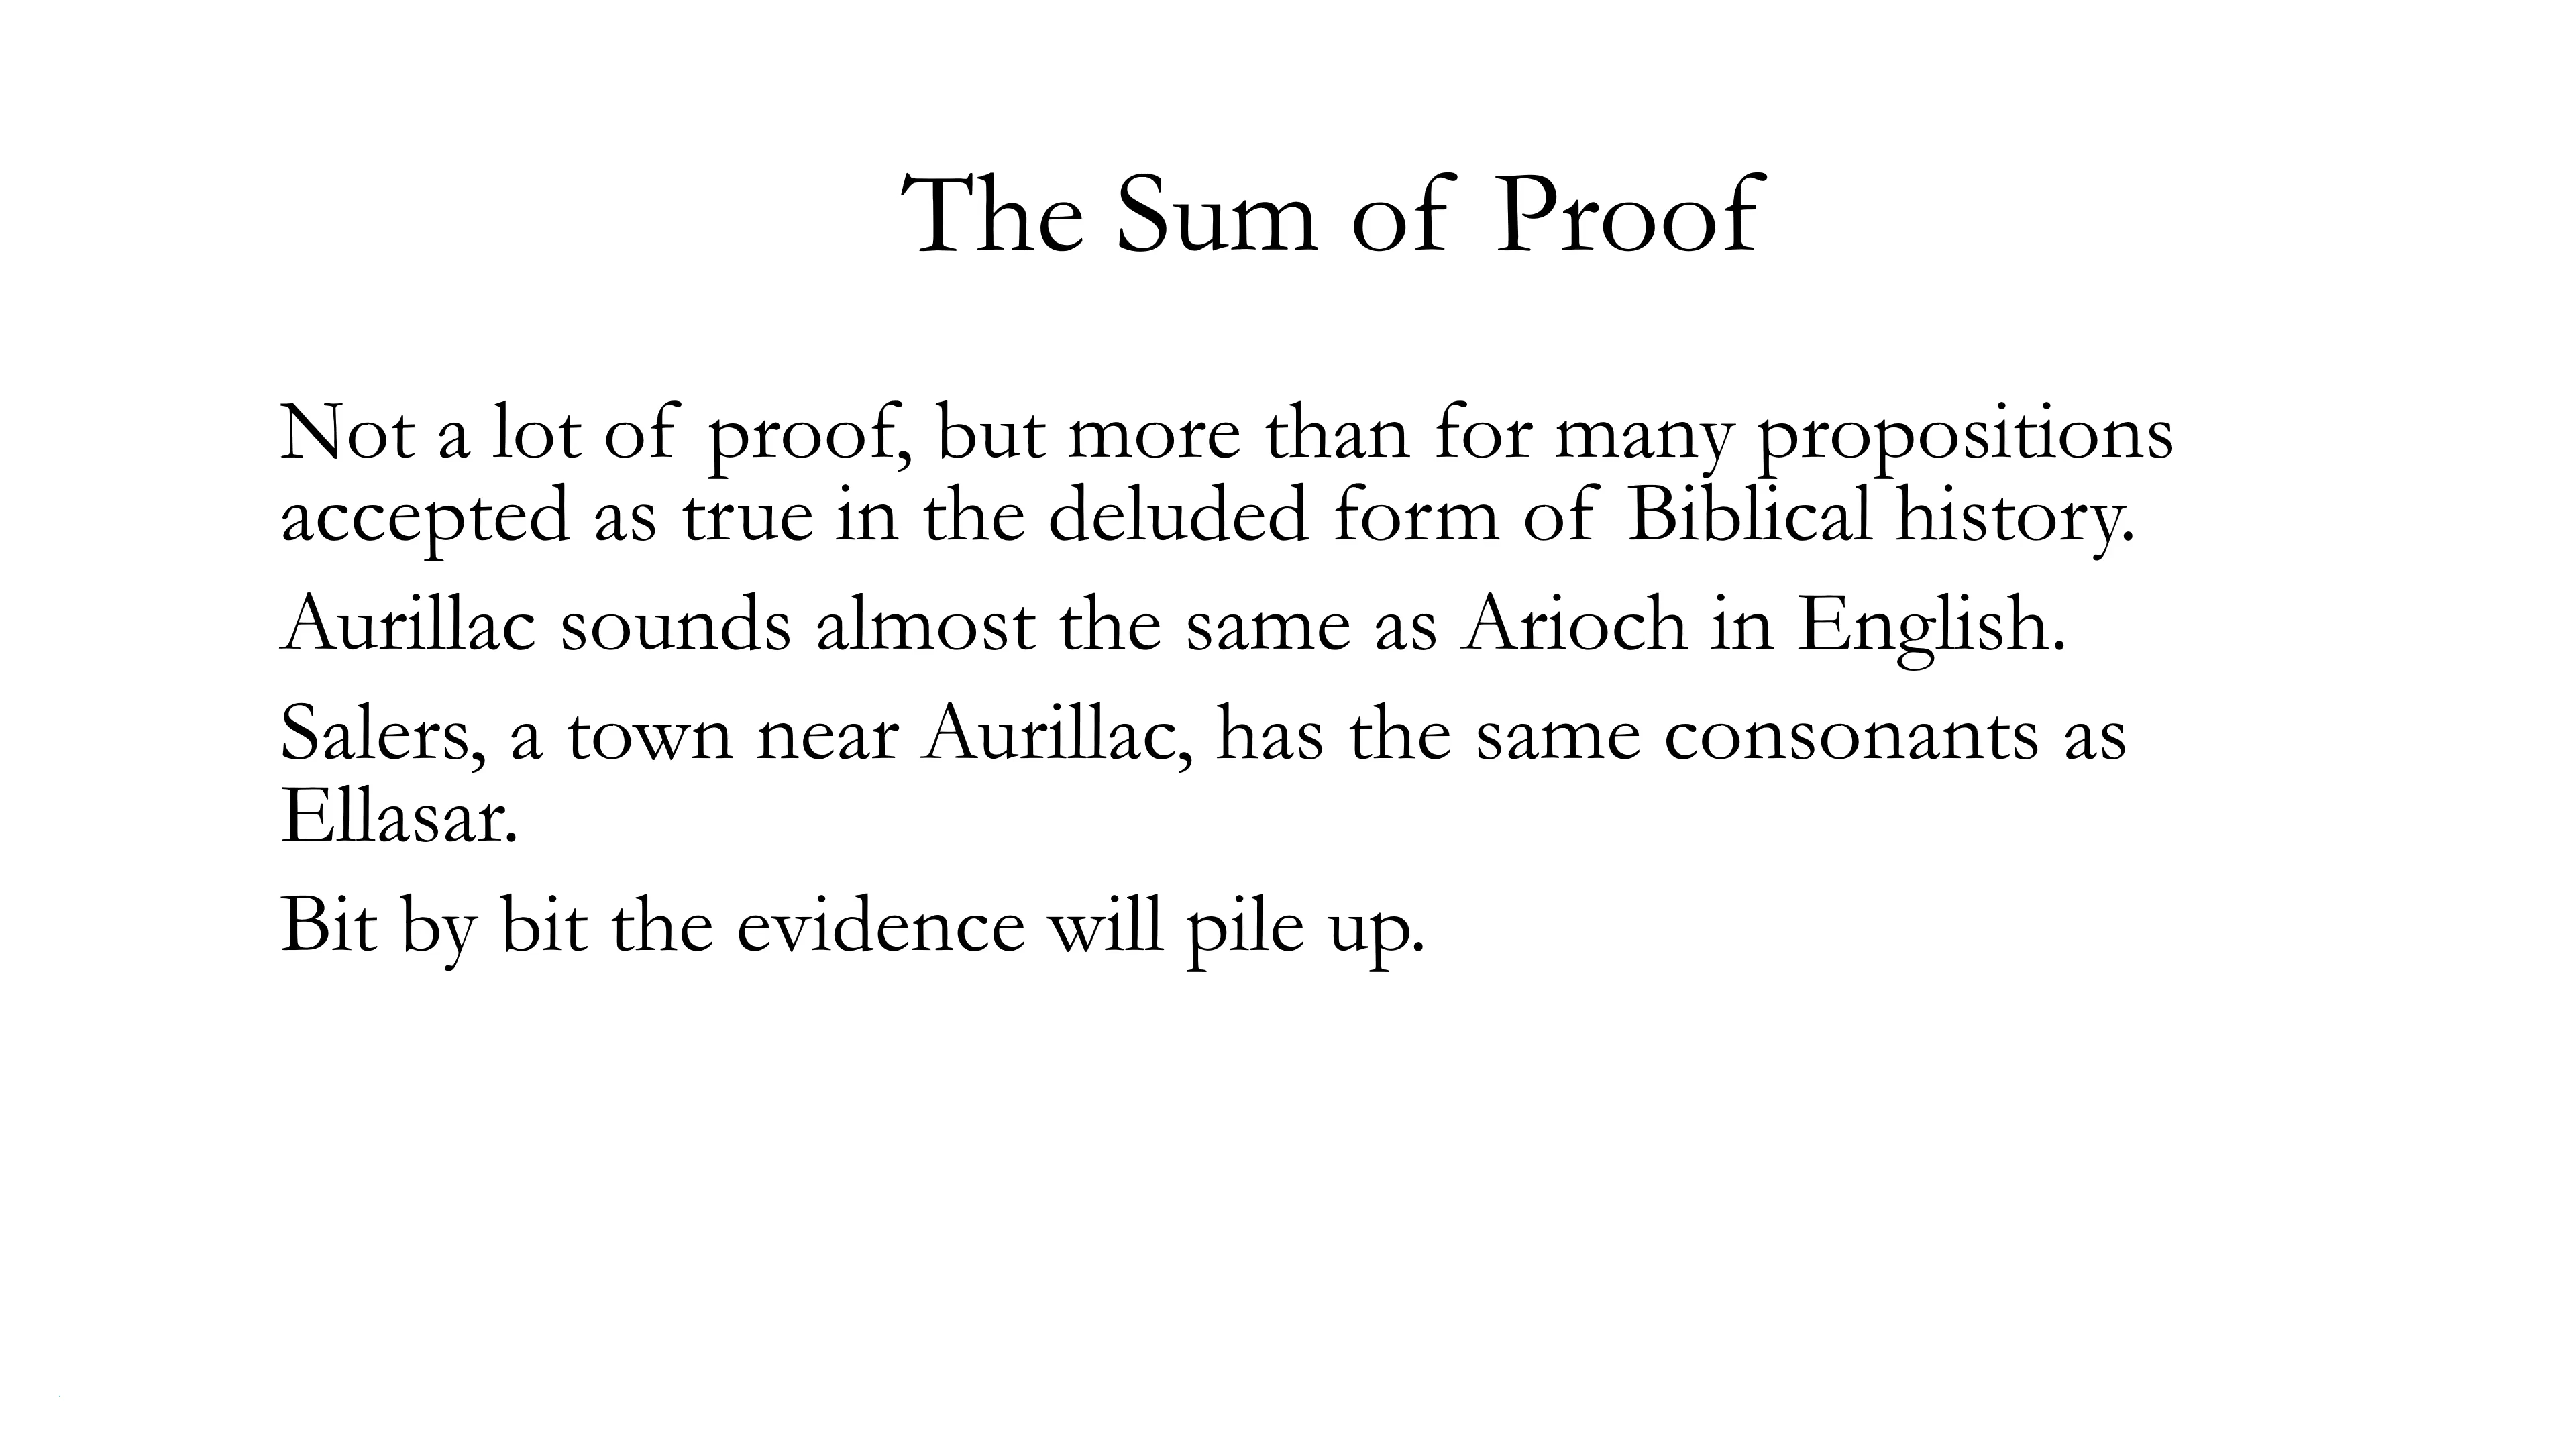 The Sum of Proof
Not a lot of proof, but more than for many propositions
accepted as true in the deluded form of Biblical history.
Aurillac sounds almost the same as Arioch in English.
Salers, a town near Aurillac, has the same consonants as
Ellasar.
Bit by bit the evidence will pile up.